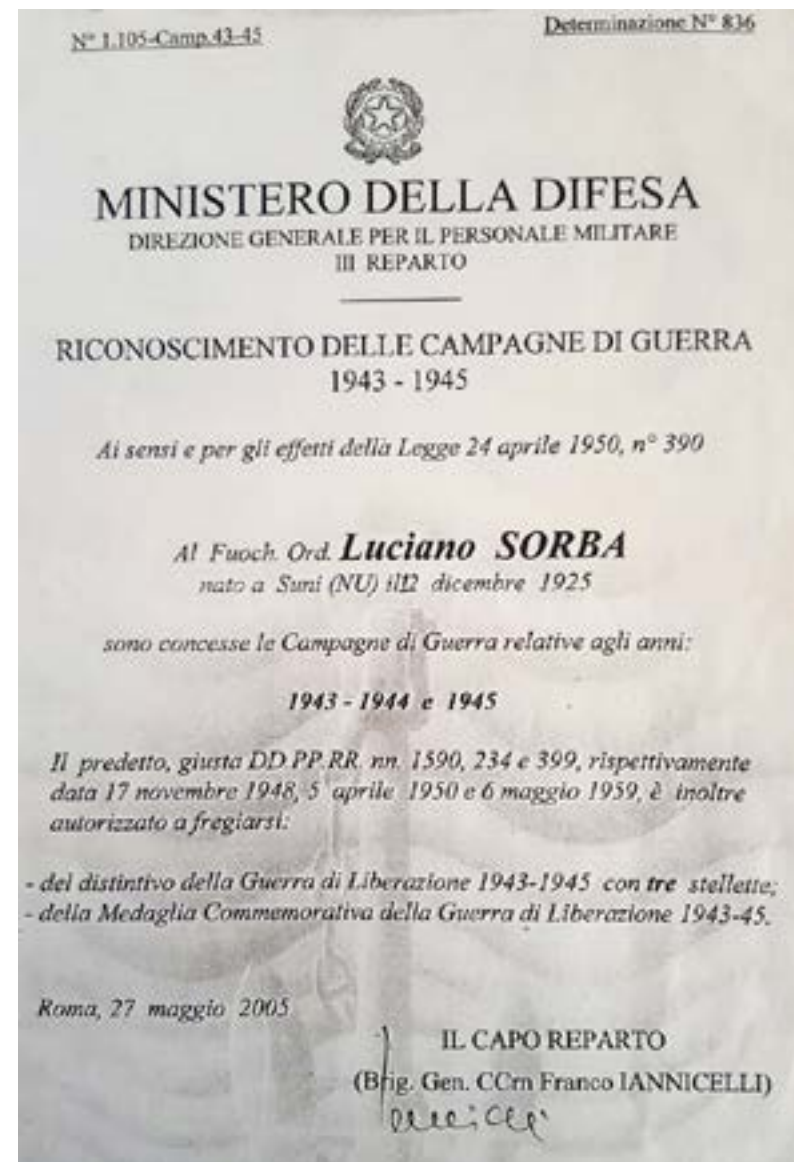 N° 1.105-Camp.43-45
Determinazione N° 836
MINISTERO DELLA DIFESA
DIREZIONE GENERALE PER IL PERSONALE MILITARE
III REPARTO
RICONOSCIMENTO DELLE CAMPAGNE DI GUERRA
1943 - 1945
Ai sensi e per gli effetti della Legge 24 aprile 1950, n° 390
Al Fuoch. Ord. Luciano SORBA
nato a Suni (NU) il12 dicembre 1925
sono concesse le Campagne di Guerra relative agli anni:
1943 - 1944 e 1945
Il predetto, giusta DD.PP.RR. nn. 1590, 234 e 399, rispettivamente
data 17 novembre 1948, 5 aprile 1950 e 6 maggio 1959, è inoltre
autorizzato a fregiarsi:
- del distintivo della Guerra di Liberazione 1943-1945 con tre stellette;
- della Medaglia Commemorativa della Guerra di Liberazione 1943-45.
Roma, 27 maggio 2005
IL CAPO REPARTO
(Brig. Gen. CCrn Franco IANNICELLI)